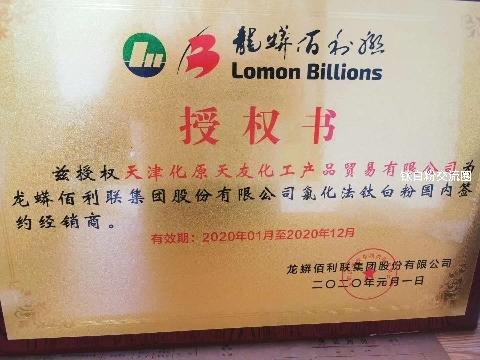 龍蟒佰利聯
Lomon Billions
授权书
兹授权天津化原天友化工产品贸易有限公司为
龙蟒佰利联集团股份有限公司氯化法钛白粉国内签
约经销商。
钛白粉交流圈
有效期：2020年01月至2020年12月
龙蟒佰利联集团股份有限公司
二〇二〇年元月一日